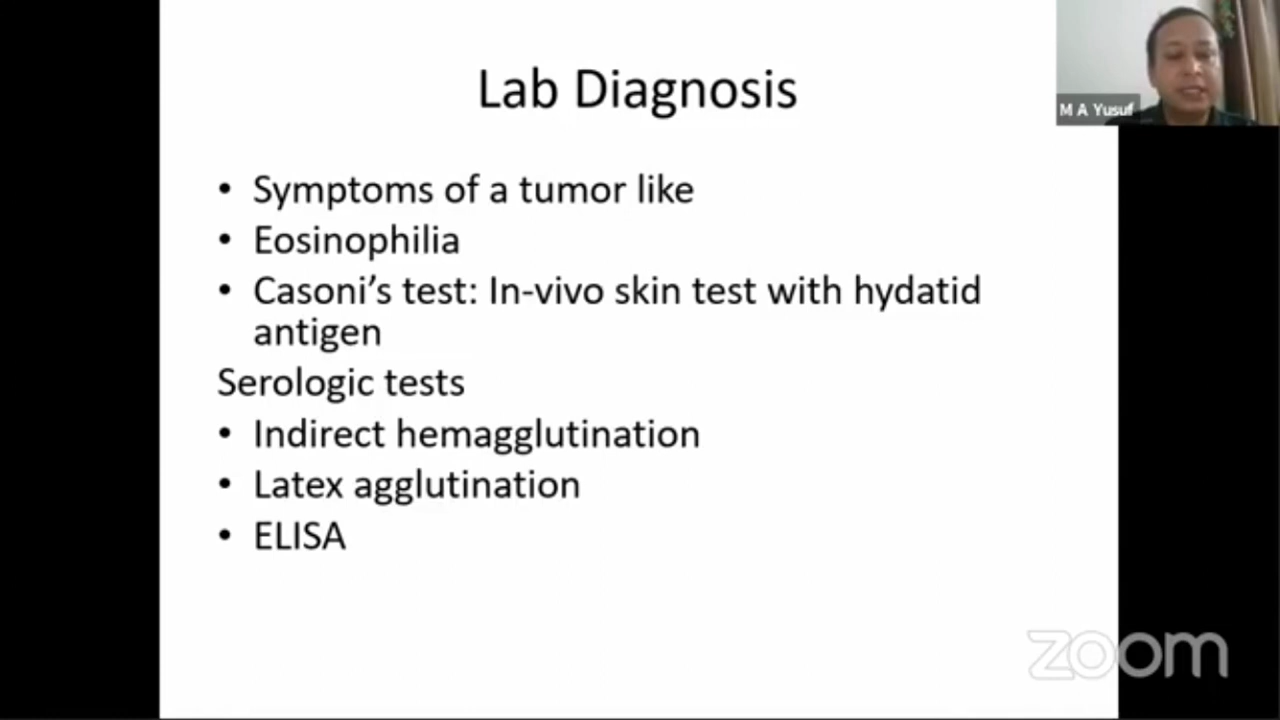 Lab Diagnosis
M A Yusuf
• Symptoms of a tumor like
• Eosinophilia
• Casoni’s test: In-vivo skin test with hydatid
antigen
Serologic tests
• Indirect hemagglutination
• Latex agglutination
• ELISA
zoom